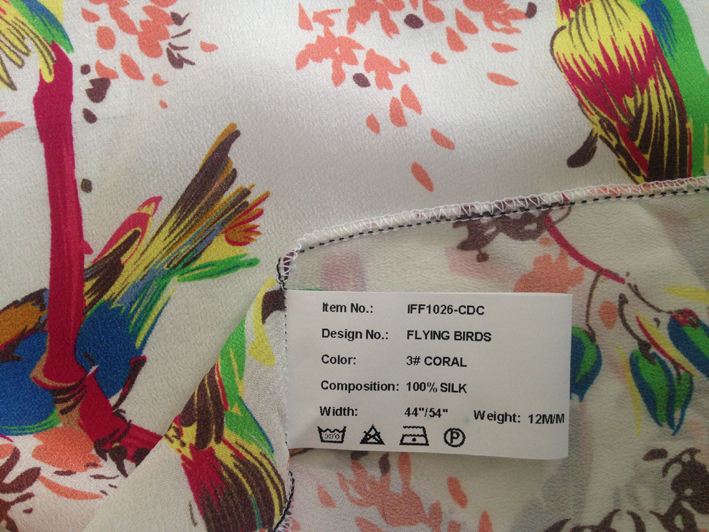 Item No.: IFF1026-CDC
Design No.: FLYING BIRDS
Color: 3# CORAL
Composition: 100% SILK
Width: 44"/54" Weight: 12M/M
P